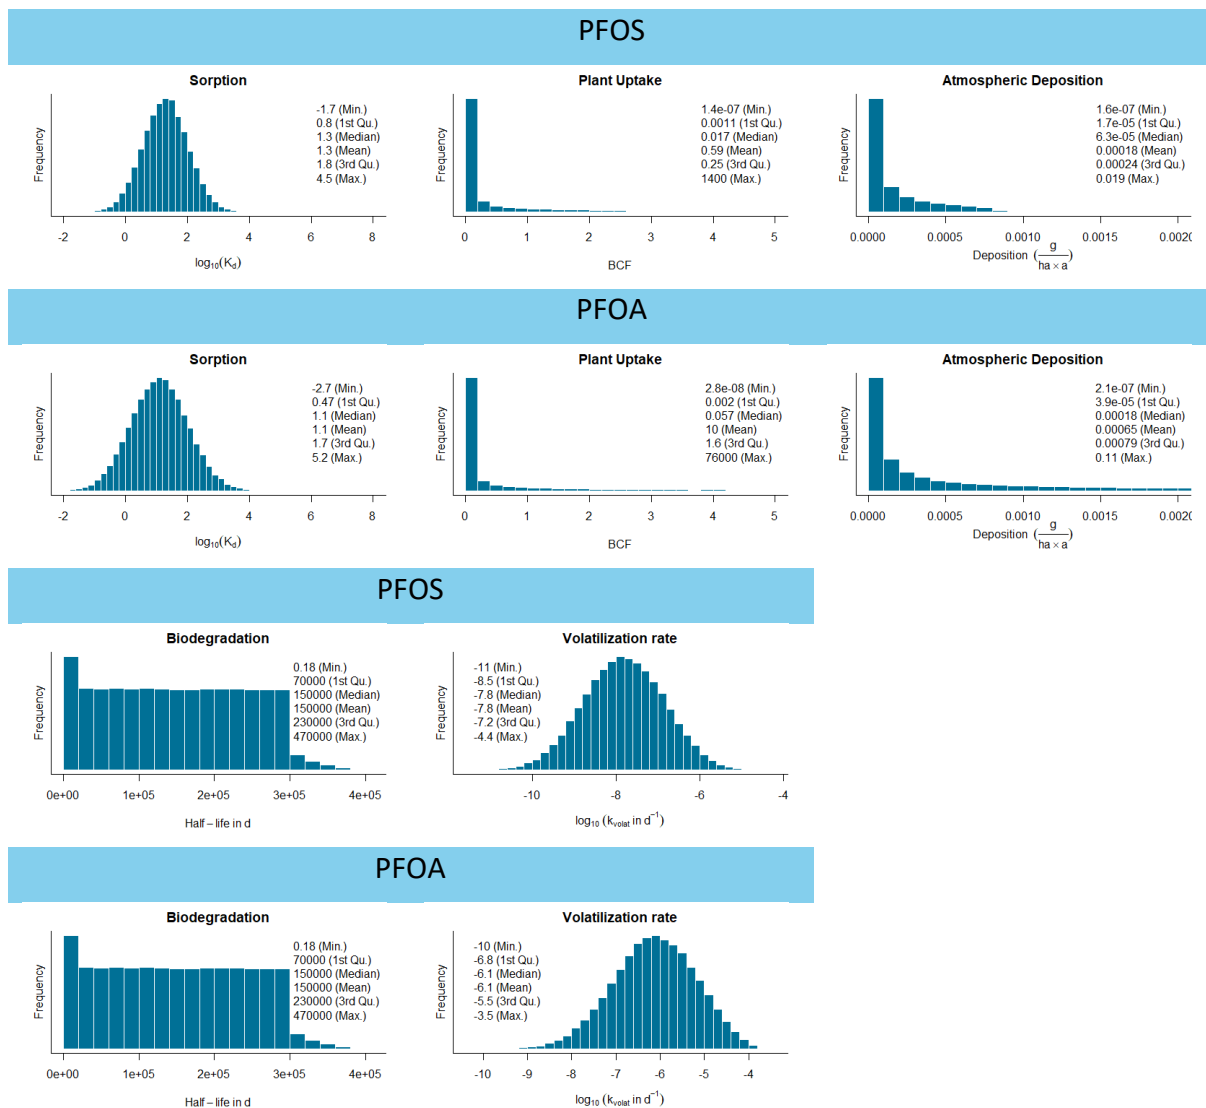 PFOS
Sorption
Frequency
-1.7 (Min.)
0.8 (1st Qu.)
1.3 (Median)
1.3 (Mean)
1.8 (3rd Qu.)
4.5 (Max.)
-2 0 2 4 6 8
log₁₀(K_d)
Plant Uptake
Frequency
1.4e-07 (Min.)
0.0011 (1st Qu.)
0.017 (Median)
0.59 (Mean)
0.25 (3rd Qu.)
1400 (Max.)
0 1 2 3 4 5
BCF
Atmospheric Deposition
Frequency
1.6e-07 (Min.)
1.7e-05 (1st Qu.)
6.3e-05 (Median)
0.00018 (Mean)
0.00024 (3rd Qu.)
0.019 (Max.)
0.0000 0.0005 0.0010 0.0015 0.0020
Deposition (g / ha × a)
PFOA
Sorption
Frequency
-2.7 (Min.)
0.47 (1st Qu.)
1.1 (Median)
1.1 (Mean)
1.7 (3rd Qu.)
5.2 (Max.)
-2 0 2 4 6 8
log₁₀(K_d)
Plant Uptake
Frequency
2.8e-08 (Min.)
0.002 (1st Qu.)
0.057 (Median)
10 (Mean)
1.6 (3rd Qu.)
76000 (Max.)
0 1 2 3 4 5
BCF
Atmospheric Deposition
Frequency
2.1e-07 (Min.)
3.9e-05 (1st Qu.)
0.00018 (Median)
0.00065 (Mean)
0.00079 (3rd Qu.)
0.11 (Max.)
0.0000 0.0005 0.0010 0.0015 0.0020
Deposition (g / ha × a)
PFOS
Biodegradation
Frequency
0.18 (Min.)
70000 (1st Qu.)
150000 (Median)
150000 (Mean)
230000 (3rd Qu.)
470000 (Max.)
0e+00 1e+05 2e+05 3e+05 4e+05
Half – life in d
Volatilization rate
Frequency
-11 (Min.)
-8.5 (1st Qu.)
-7.8 (Median)
-7.8 (Mean)
-7.2 (3rd Qu.)
-4.4 (Max.)
-10 -8 -6 -4
log₁₀ (k_volat in d⁻¹)
PFOA
Biodegradation
Frequency
0.18 (Min.)
70000 (1st Qu.)
150000 (Median)
150000 (Mean)
230000 (3rd Qu.)
470000 (Max.)
0e+00 1e+05 2e+05 3e+05 4e+05
Half – life in d
Volatilization rate
Frequency
-10 (Min.)
-6.8 (1st Qu.)
-6.1 (Median)
-6.1 (Mean)
-5.5 (3rd Qu.)
-3.5 (Max.)
-10 -9 -8 -7 -6 -5 -4
log₁₀ (k_volat in d⁻¹)